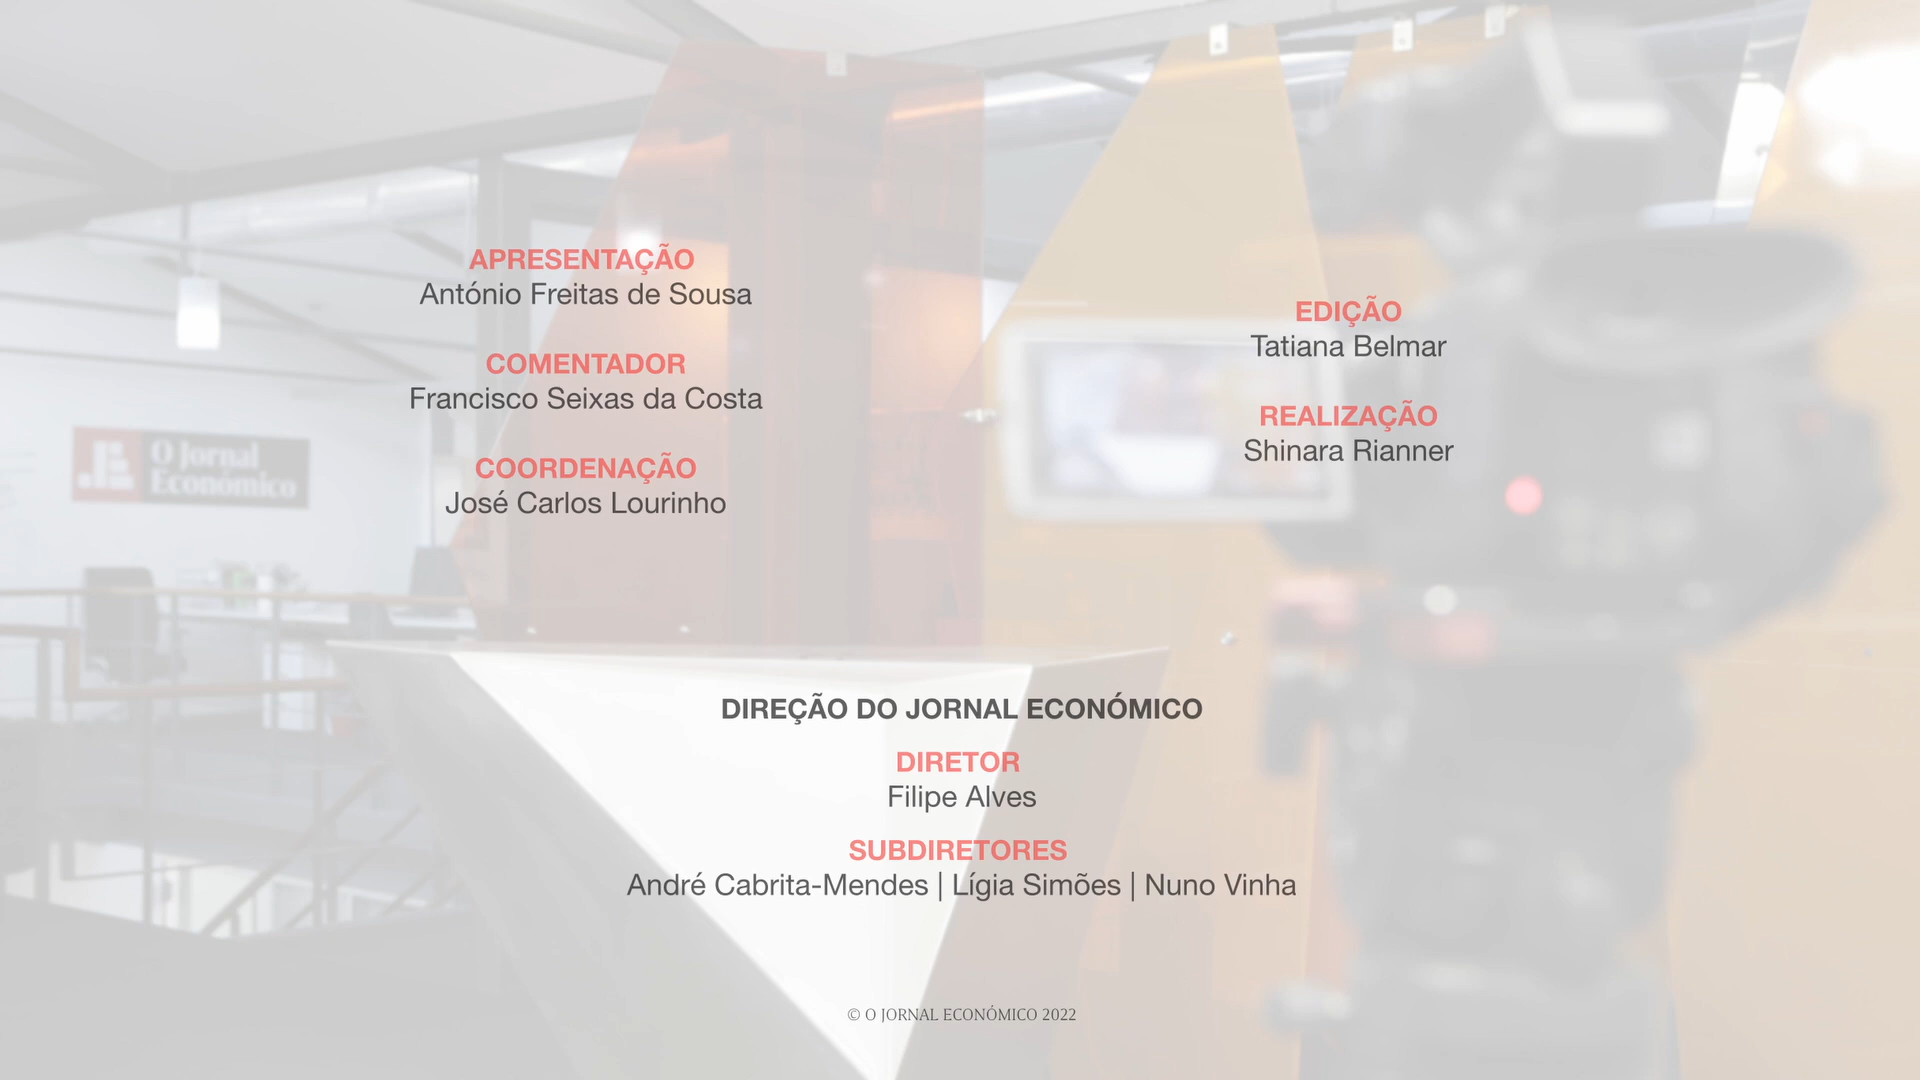 APRESENTAÇÃO
António Freitas de Sousa
COMENTADOR
Francisco Seixas da Costa
COORDENAÇÃO
José Carlos Lourinho
EDIÇÃO
Tatiana Belmar
REALIZAÇÃO
Shinara Rianner
O Jornal
Económico
DIREÇÃO DO JORNAL ECONÓMICO
DIRETOR
Filipe Alves
SUBDIRETORES
André Cabrita-Mendes | Lígia Simões | Nuno Vinha
© O JORNAL ECONÓMICO 2022